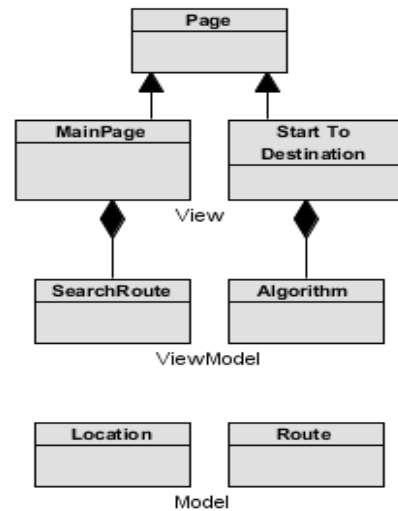 Page
MainPage
Start To
Destination
View
SearchRoute
Algorithm
ViewModel
Location
Route
Model